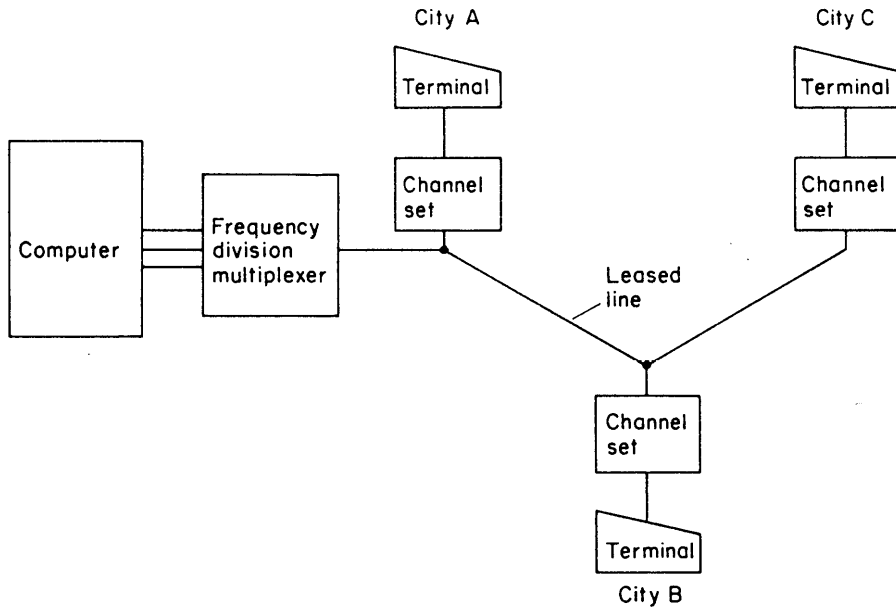 City A
City C
Terminal
Terminal
Channel
set
Channel
set
Computer
Frequency
division
multiplexer
Leased
line
Channel
set
Terminal
City B